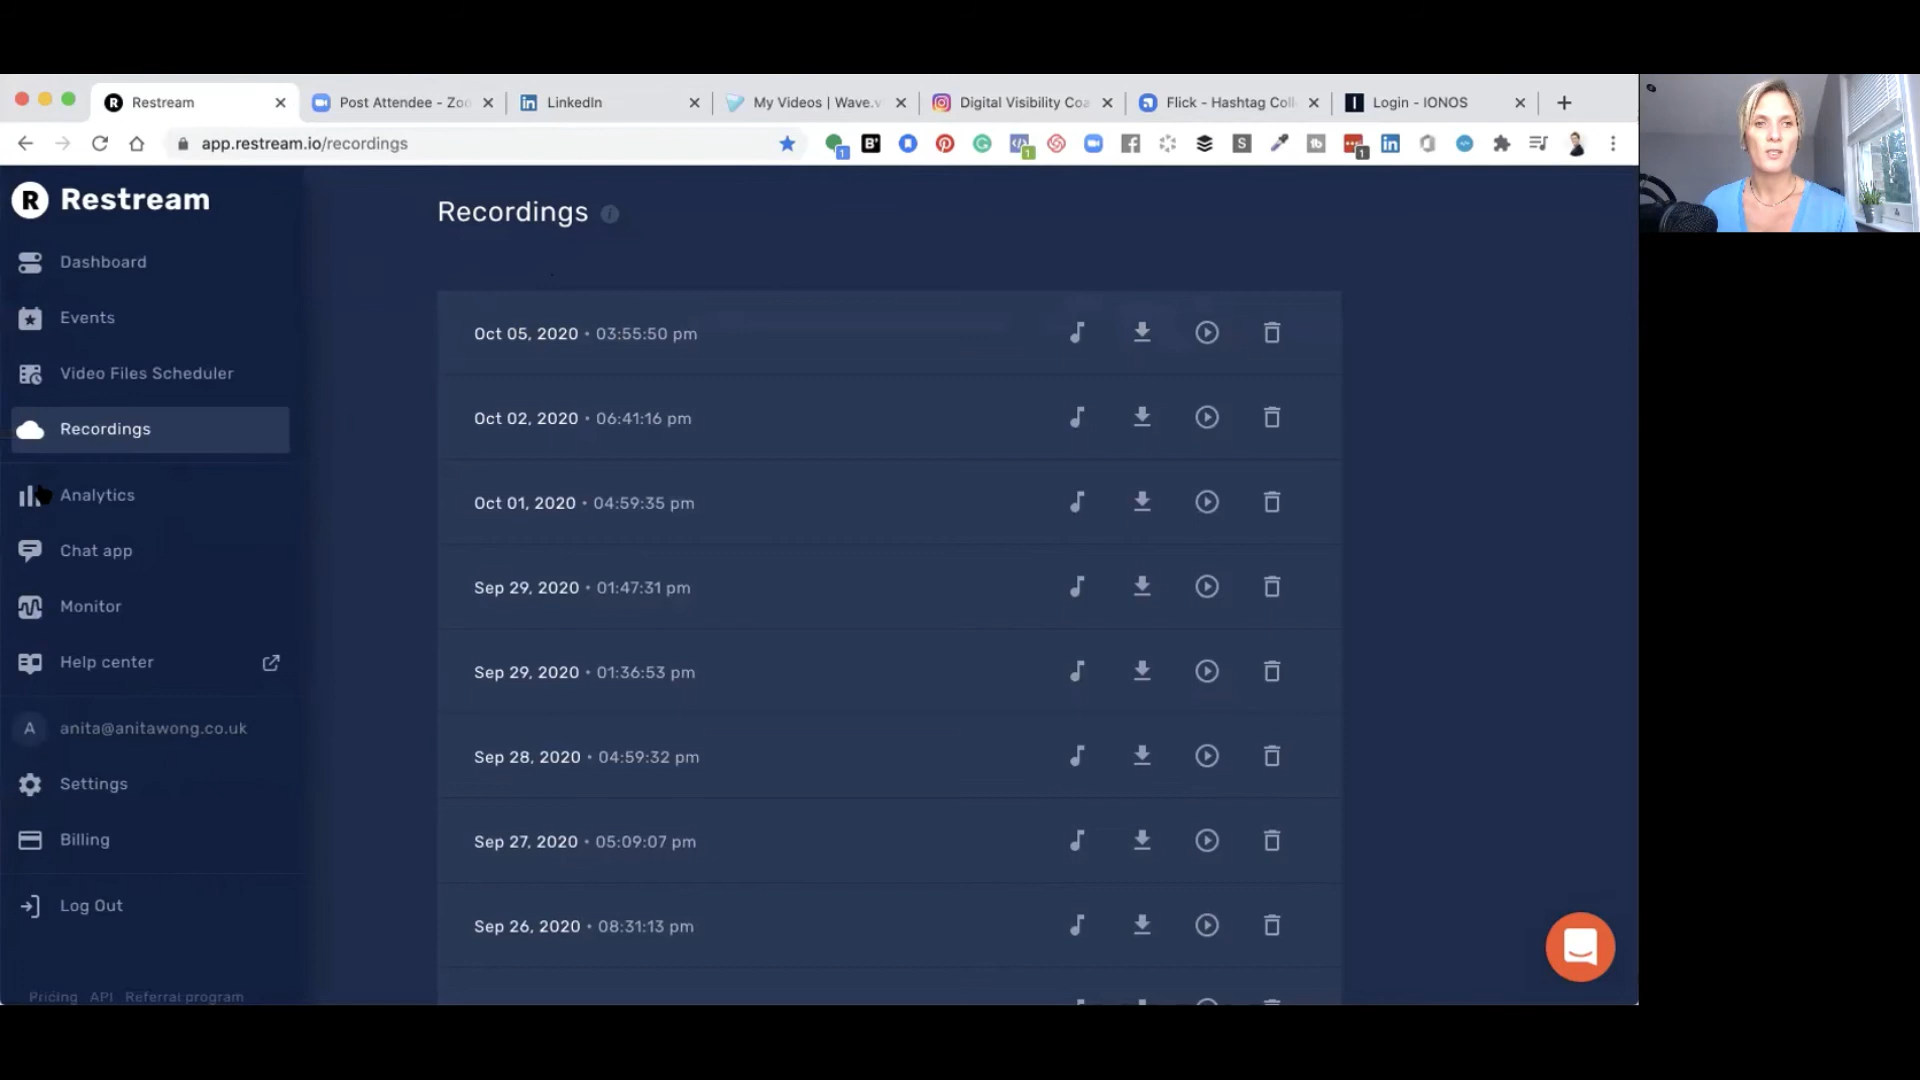 Restream
Post Attendee - Zoo
LinkedIn
My Videos | Wave.v
Digital Visibility Coa
Flick - Hashtag Coll
Login - IONOS
app.restream.io/recordings
Restream
Dashboard
Events
Video Files Scheduler
Recordings
Analytics
Chat app
Monitor
Help center
A anita@anitawong.co.uk
Settings
Billing
Log Out
Pricing API Referral program
Recordings
Oct 05, 2020 • 03:55:50 pm
Oct 02, 2020 • 06:41:16 pm
Oct 01, 2020 • 04:59:35 pm
Sep 29, 2020 • 01:47:31 pm
Sep 29, 2020 • 01:36:53 pm
Sep 28, 2020 • 04:59:32 pm
Sep 27, 2020 • 05:09:07 pm
Sep 26, 2020 • 08:31:13 pm